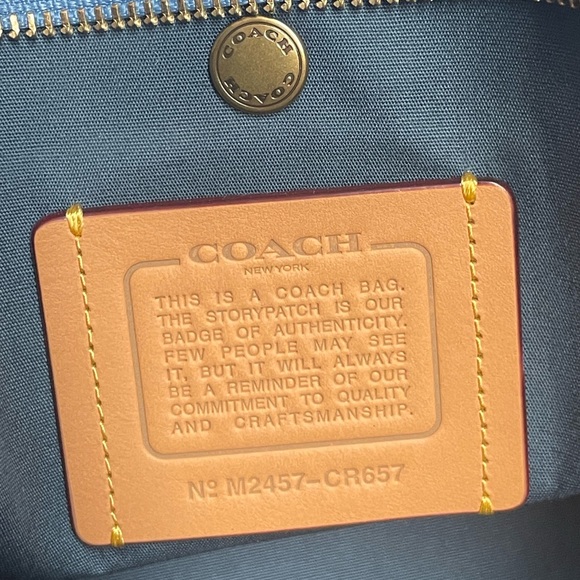 COACH
COACH
COACH
NEW YORK
THIS IS A COACH BAG.
THE STORYPATCH IS OUR
BADGE OF AUTHENTICITY.
FEW PEOPLE MAY SEE
IT, BUT IT WILL ALWAYS
BE A REMINDER OF OUR
COMMITMENT TO QUALITY
AND CRAFTSMANSHIP.
Nº M2457-CR657